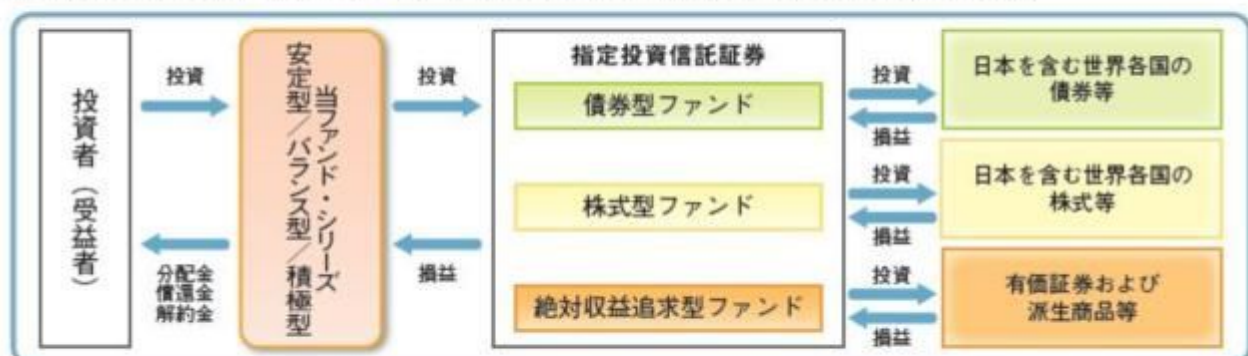 投資者（受益者）
投資
分配金
償還金
解約金
当ファンド・シリーズ
安定型／バランス型／積極型
投資
損益
指定投資信託証券
債券型ファンド
株式型ファンド
絶対収益追求型ファンド
投資
損益
投資
損益
投資
損益
日本を含む世界各国の
債券等
日本を含む世界各国の
株式等
有価証券および
派生商品等